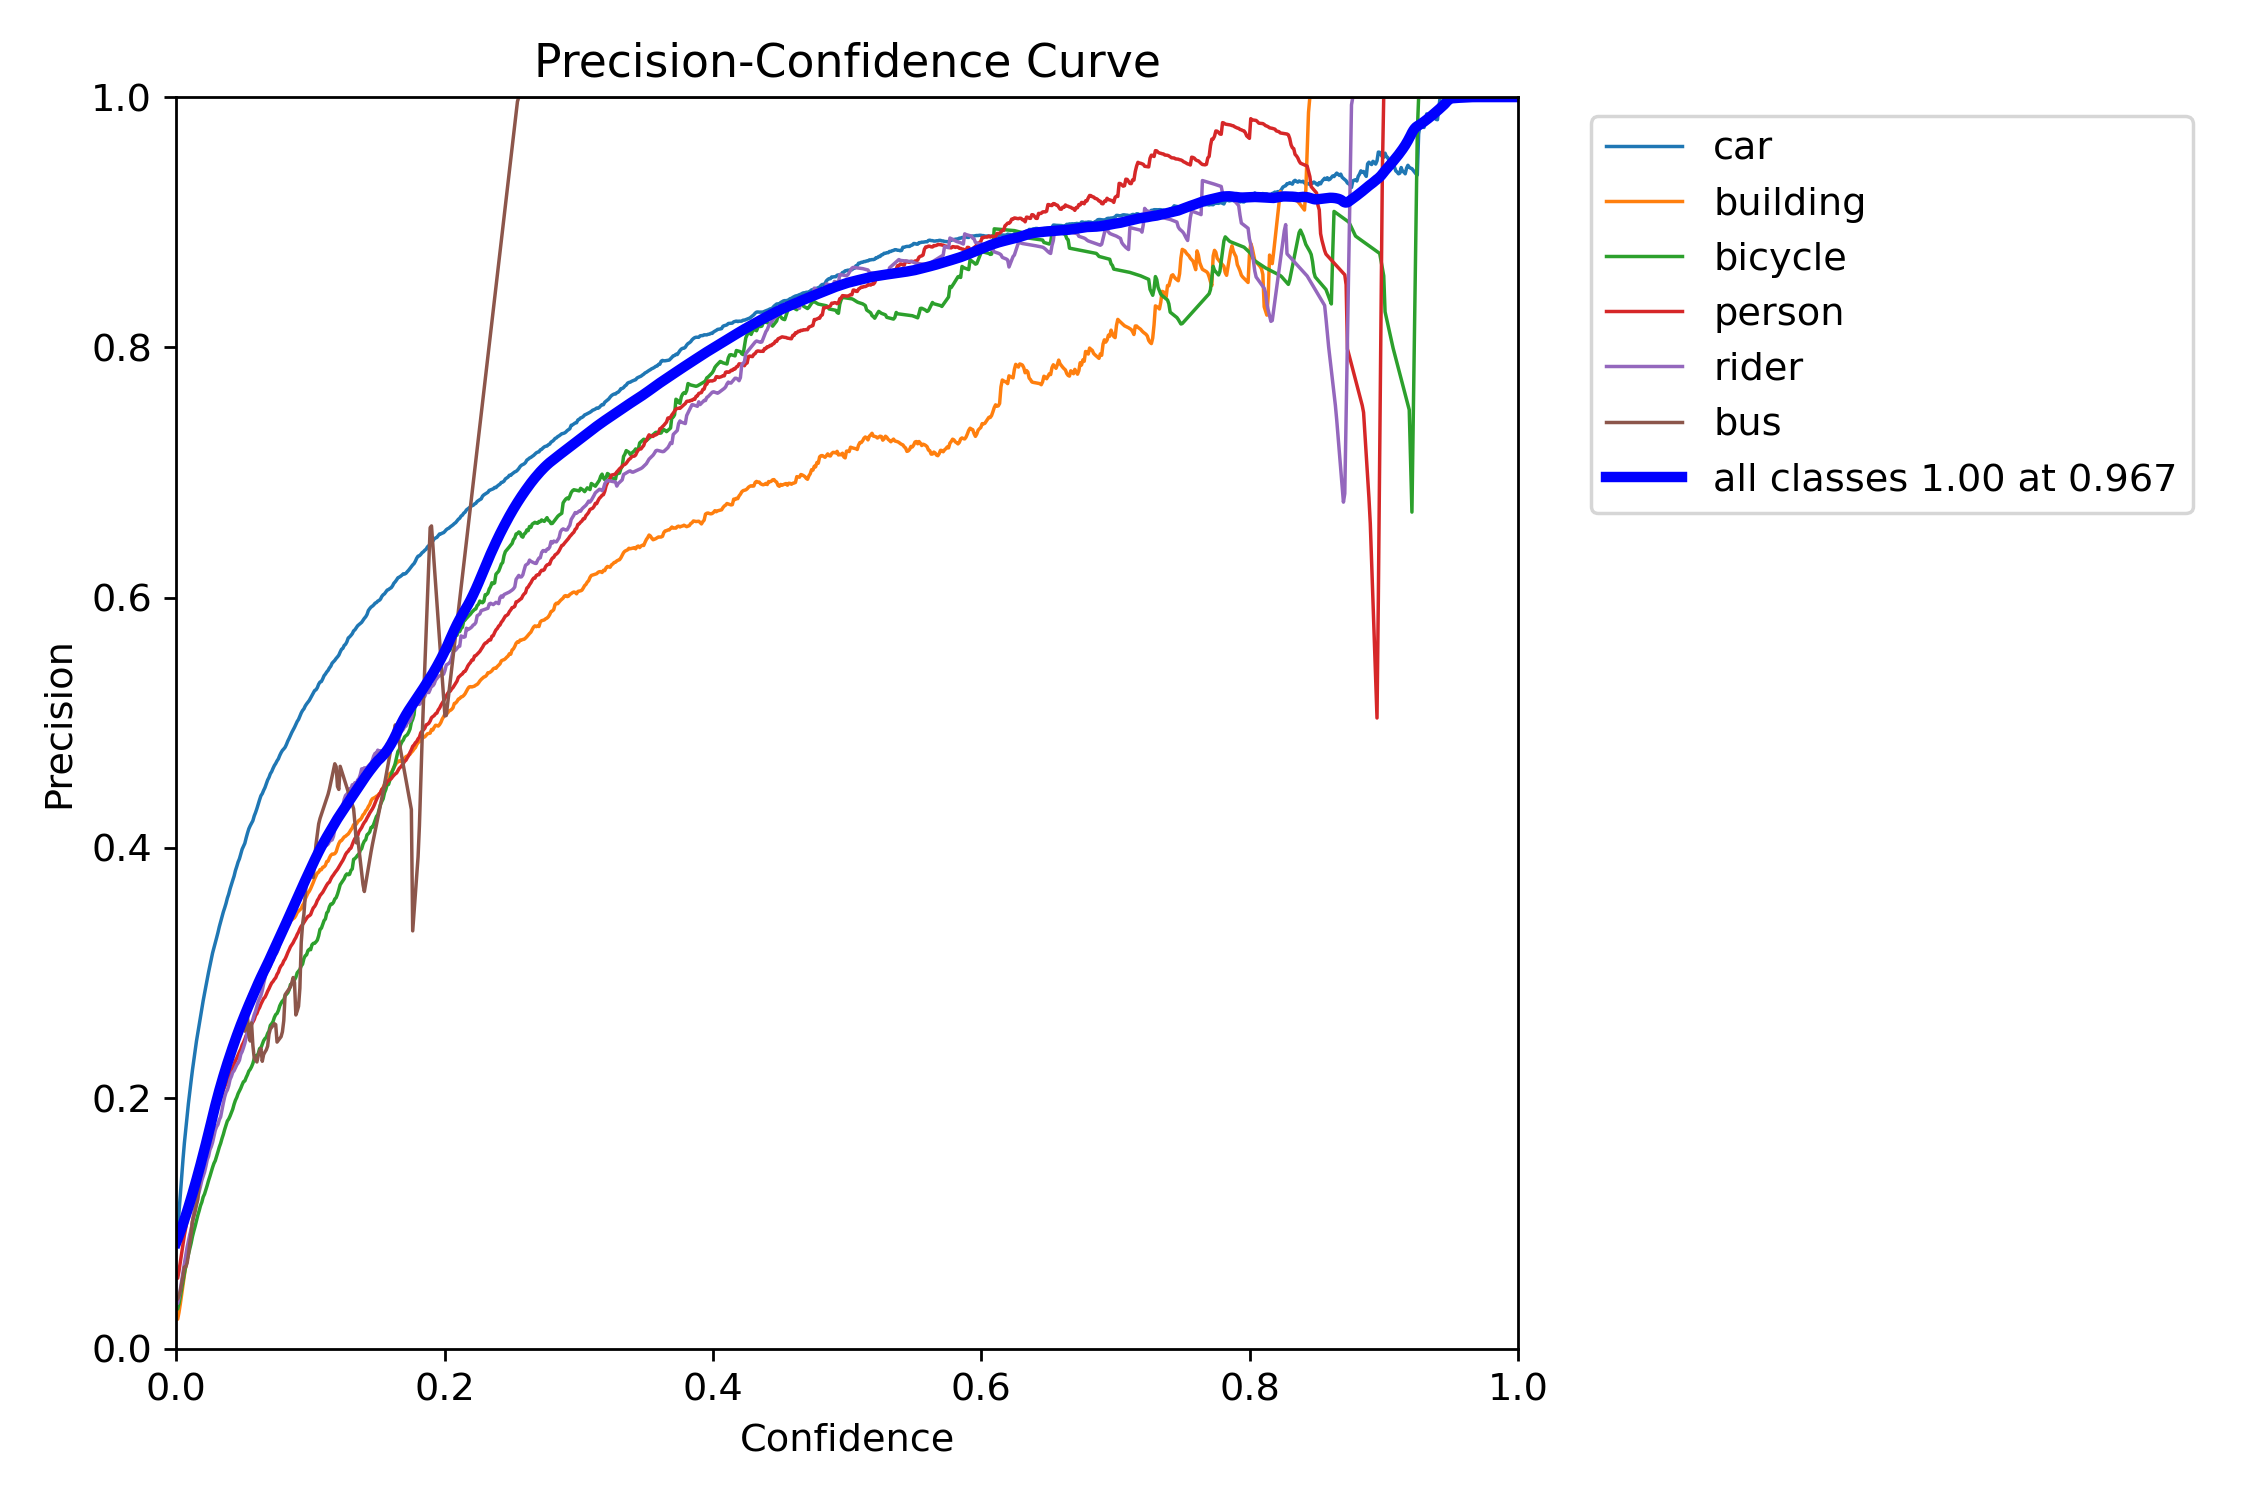 Precision-Confidence Curve
1.0
0.8
0.6
0.4
0.2
0.0
Precision
0.0 0.2 0.4 0.6 0.8 1.0
Confidence
car
building
bicycle
person
rider
bus
all classes 1.00 at 0.967